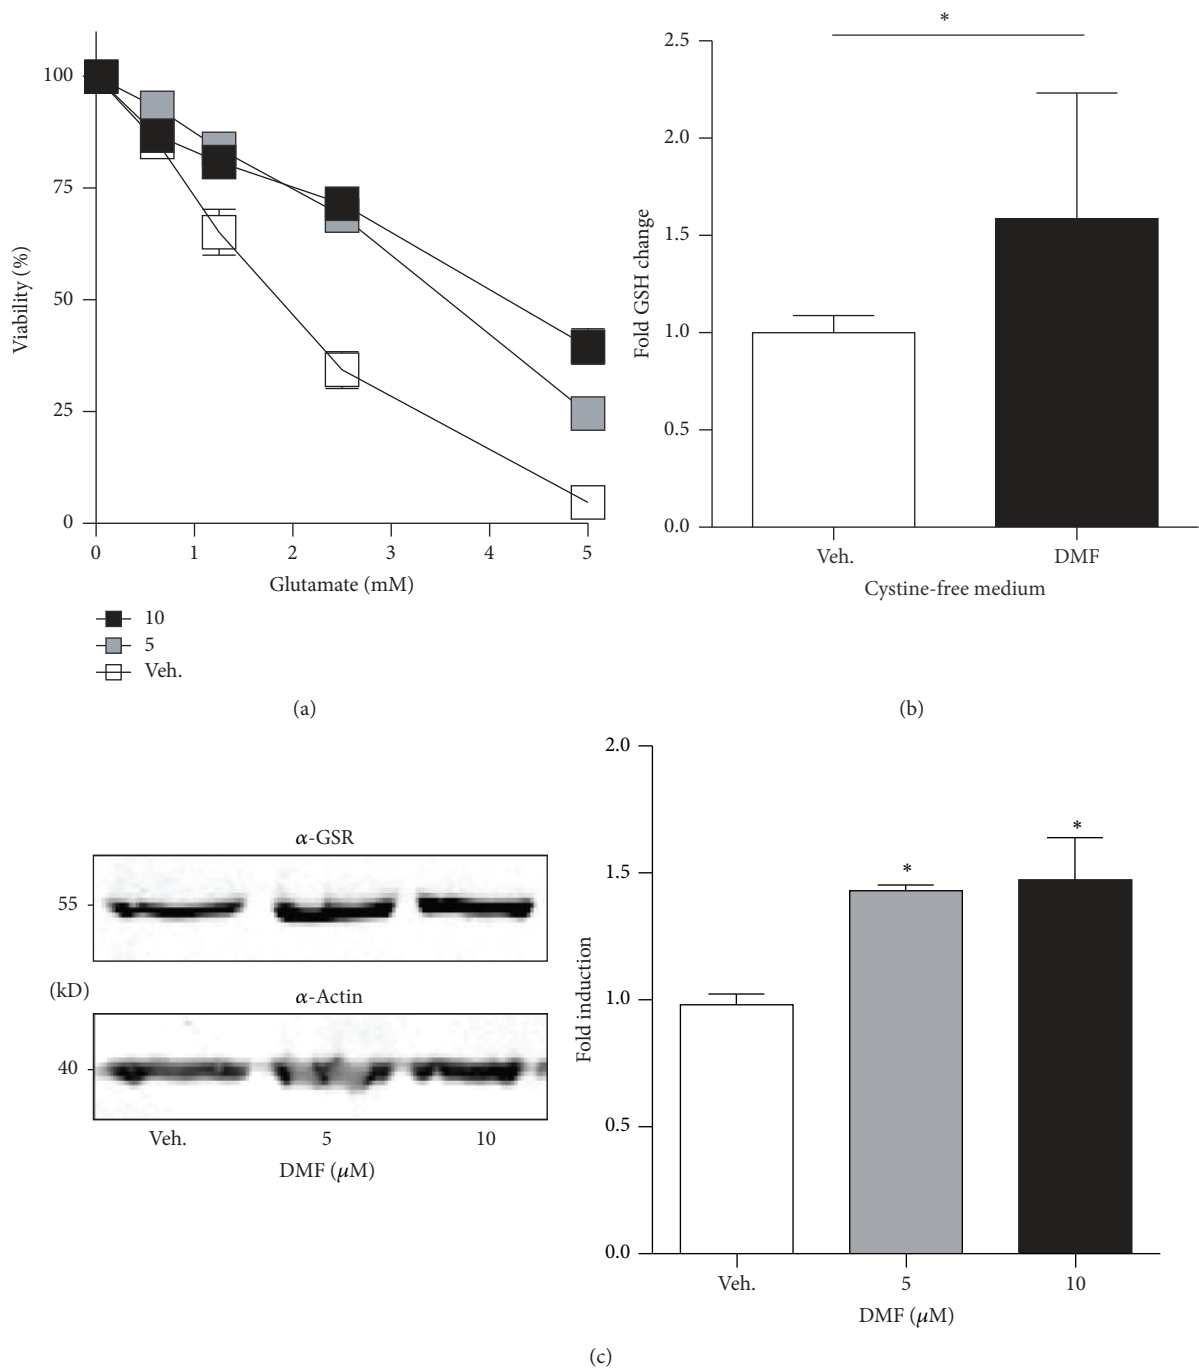 100
75
50
25
0
Viability (%)
0 1 2 3 4 5
Glutamate (mM)
10
5
Veh.
(a)
*
2.5
2.0
1.5
1.0
0.5
0.0
Fold GSH change
Veh. DMF
Cystine-free medium
(b)
α-GSR
55
(kD)
α-Actin
40
Veh. 5 10
DMF (μM)
2.0
1.5
1.0
0.5
0.0
Fold induction
*
*
Veh. 5 10
DMF (μM)
(c)